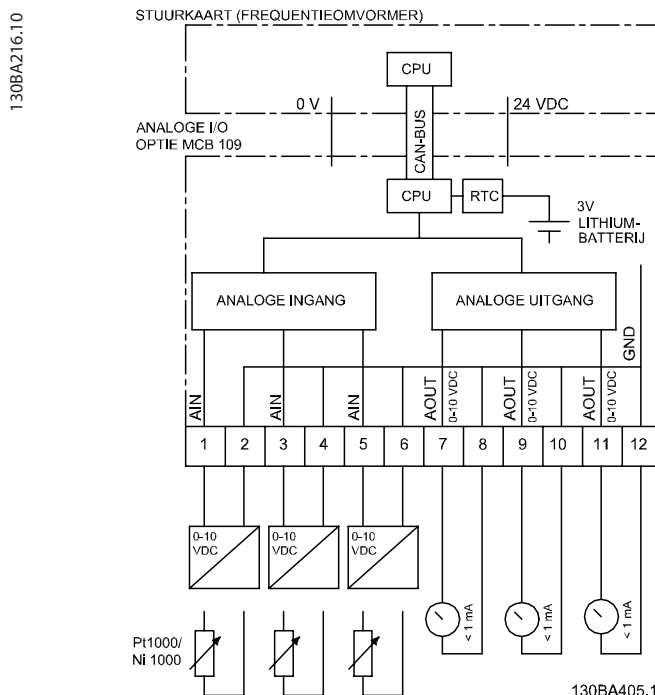 130BA216.10
STUURKAART (FREQUENTIEOMVORMER)
CPU
0 V
24 VDC
CAN-BUS
ANALOGE I/O
OPTIE MCB 109
CPU
RTC
3V
LITHIUM-
BATTERIJ
ANALOGE INGANG
ANALOGE UITGANG
GND
AIN
AIN
AIN
AOUT
0-10 VDC
AOUT
0-10 VDC
AOUT
0-10 VDC
1 2 3 4 5 6 7 8 9 10 11 12
0-10
VDC
0-10
VDC
0-10
VDC
< 1 mA
< 1 mA
< 1 mA
Pt1000/
Ni 1000
130BA405.1